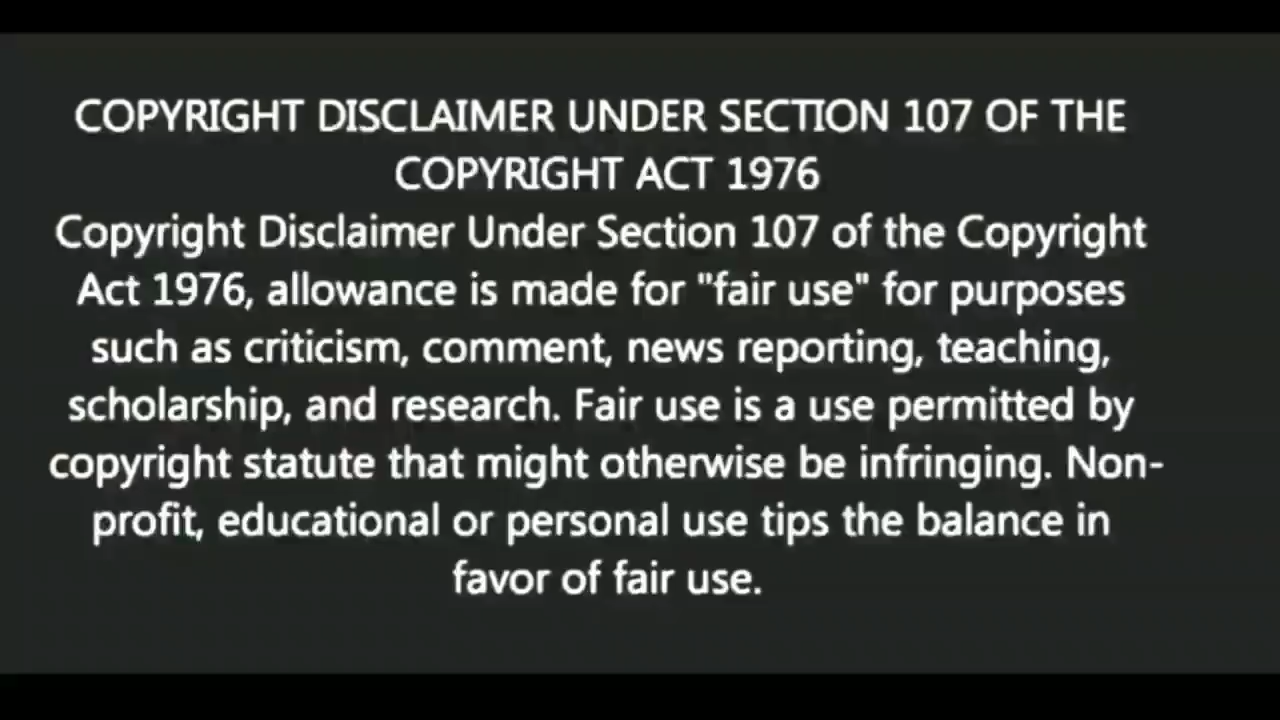 COPYRIGHT DISCLAIMER UNDER SECTION 107 OF THE
COPYRIGHT ACT 1976
Copyright Disclaimer Under Section 107 of the Copyright
Act 1976, allowance is made for "fair use" for purposes
such as criticism, comment, news reporting, teaching,
scholarship, and research. Fair use is a use permitted by
copyright statute that might otherwise be infringing. Non-
profit, educational or personal use tips the balance in
favor of fair use.